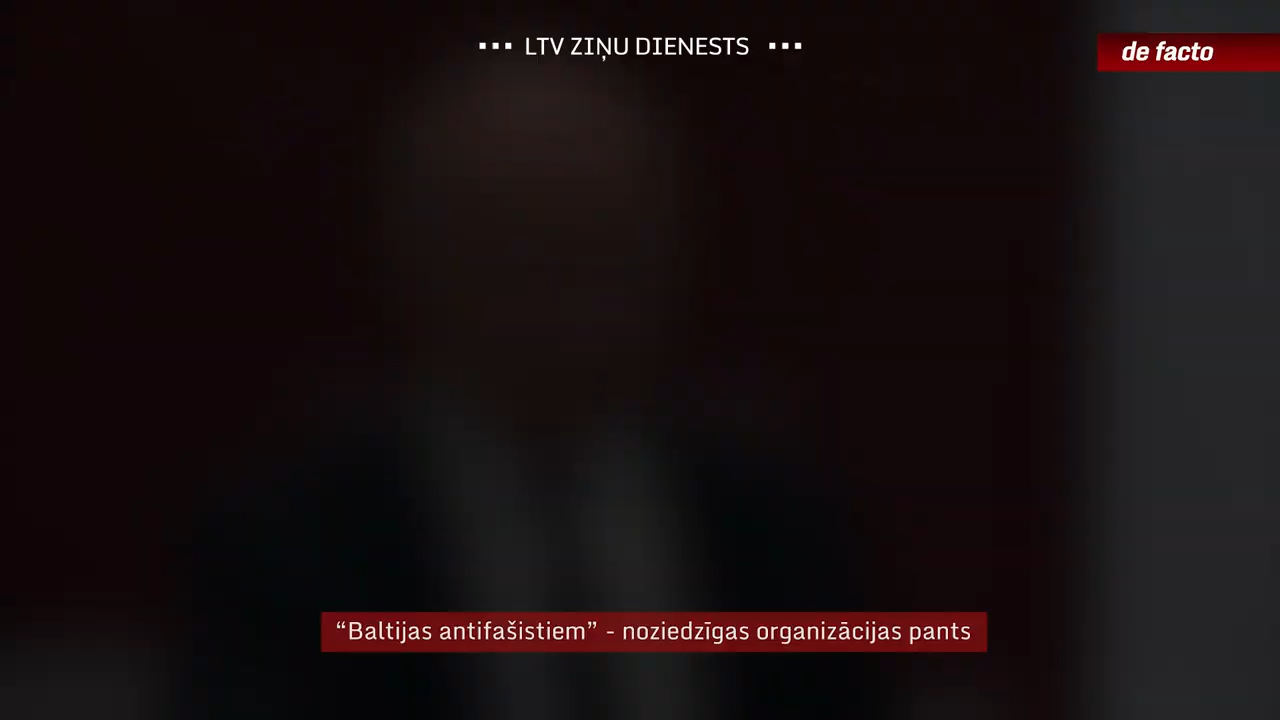 LTV ZIŅU DIENESTS
de facto
“Baltijas antifašistiem” - noziedzīgas organizācijas pants